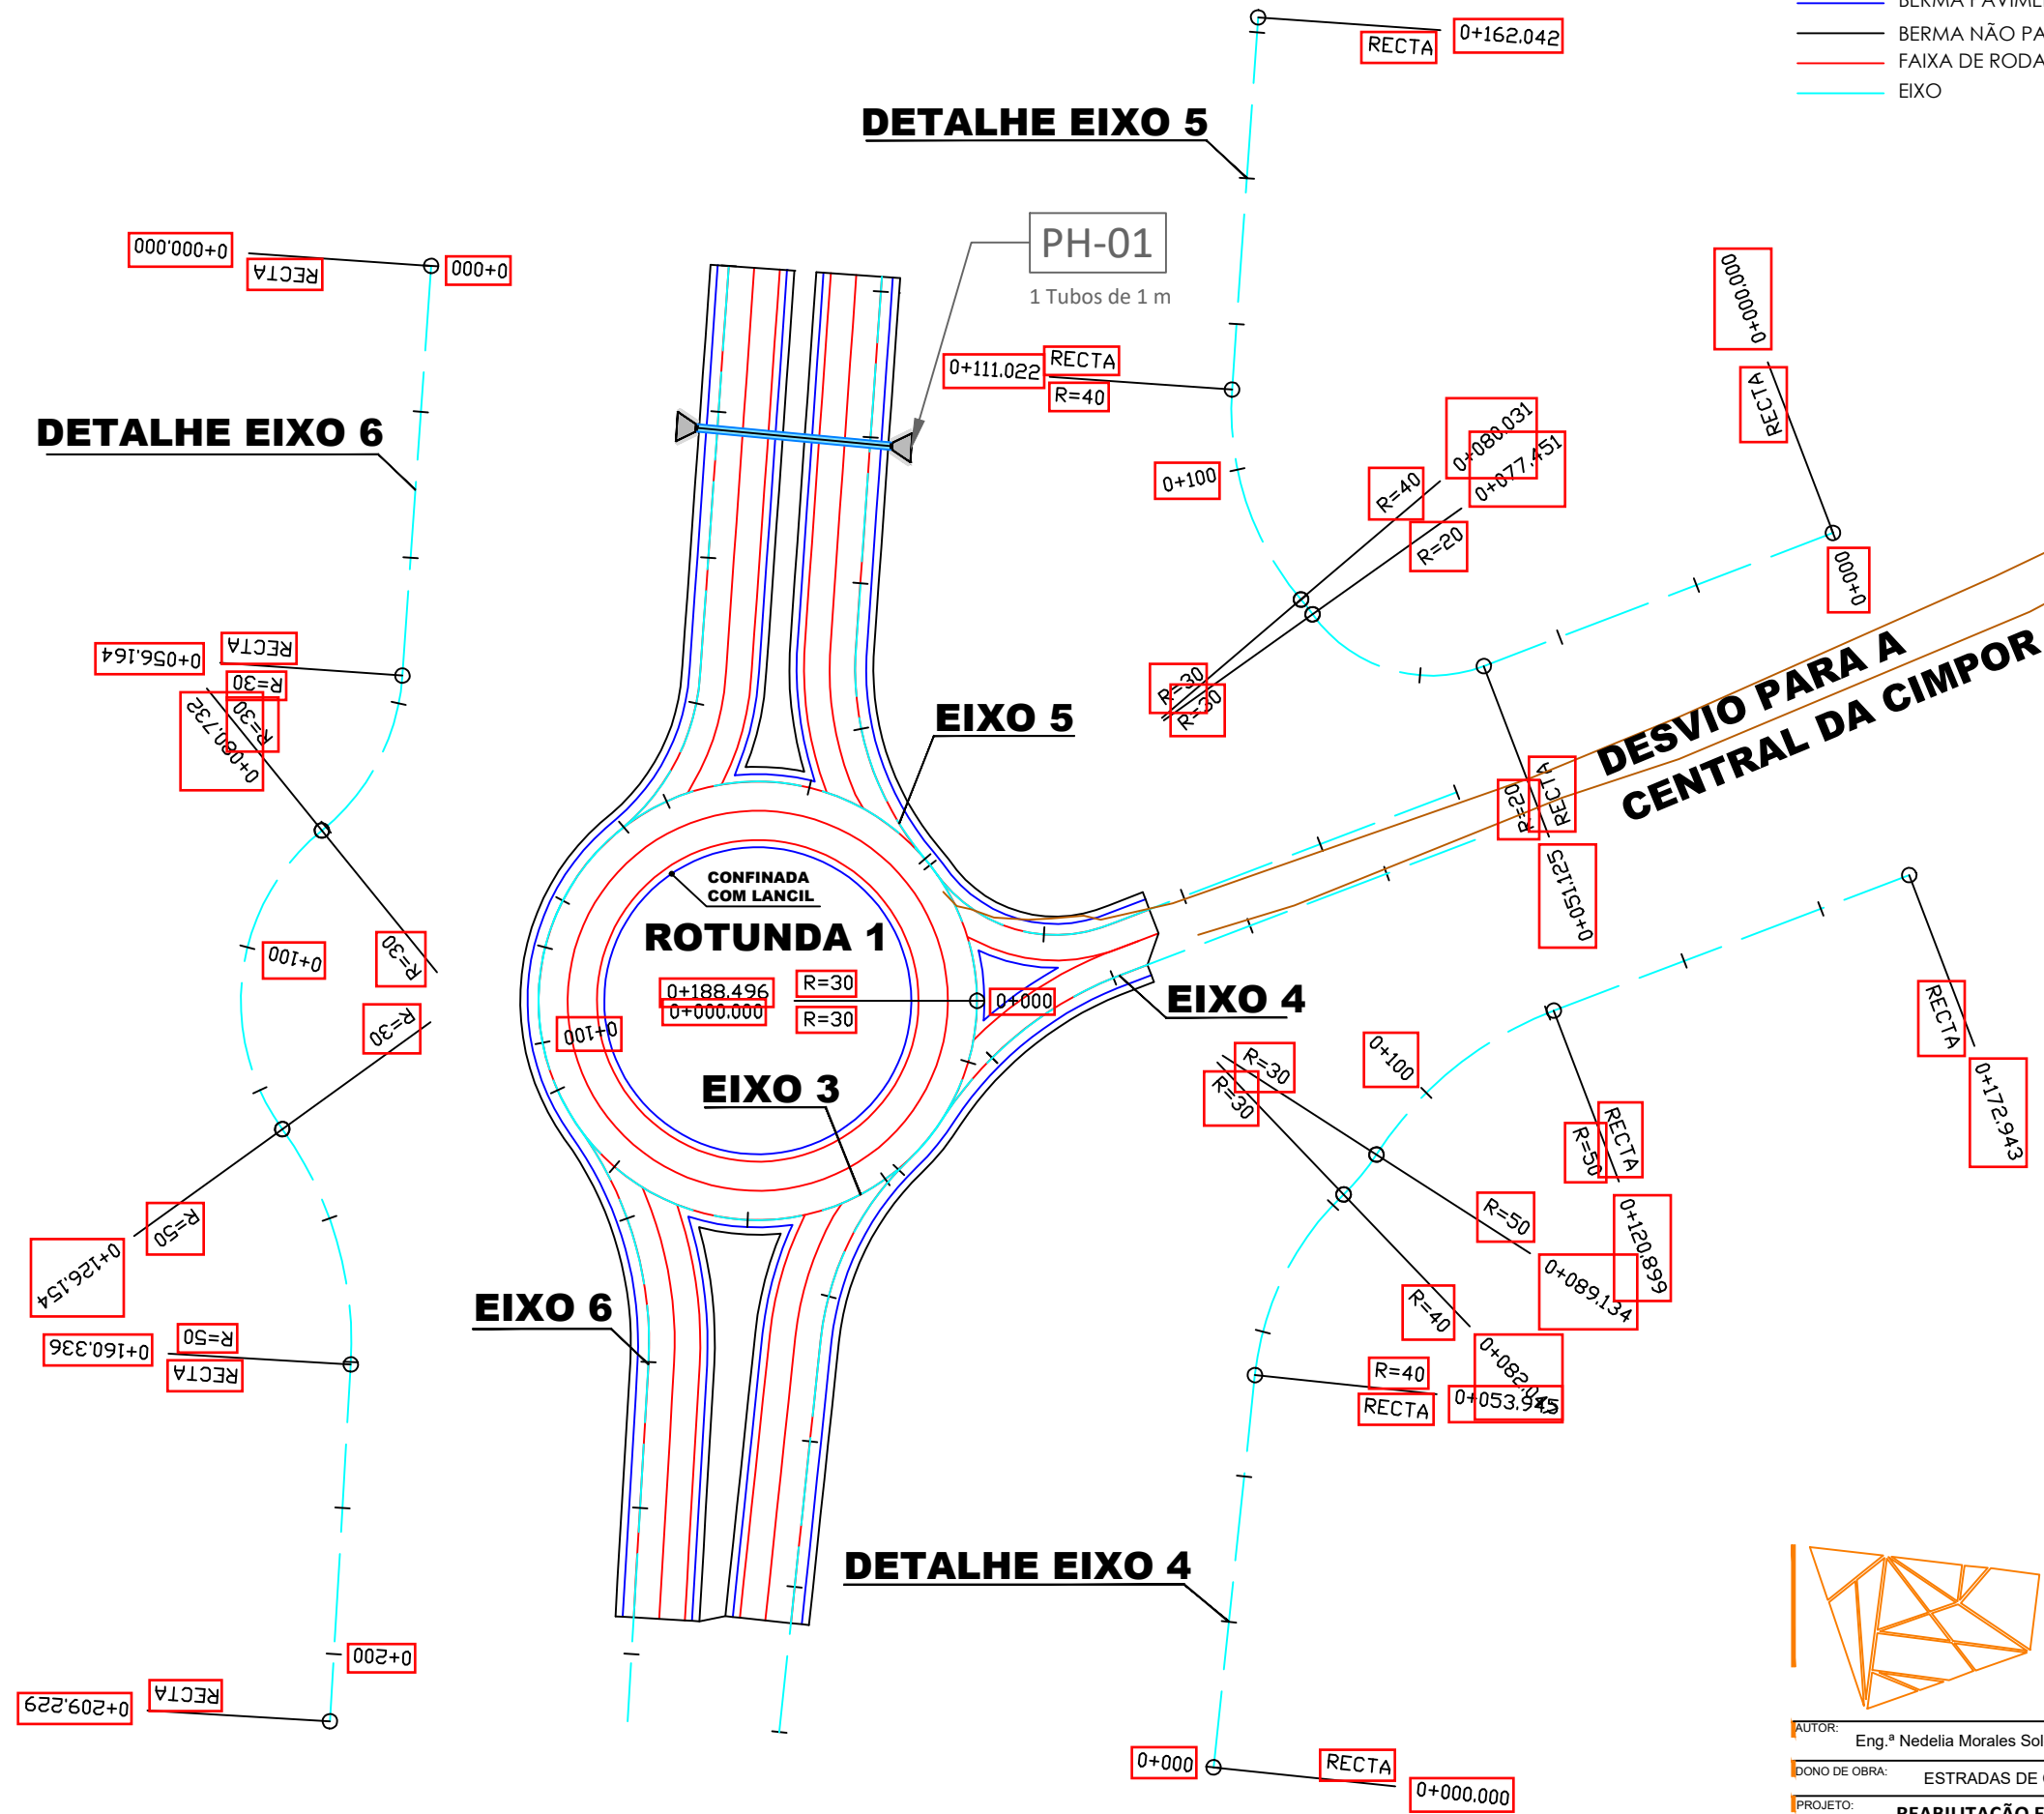 BERMA NÃO PA
FAIXA DE RODA
EIXO
0+162.042
RECTA
DETALHE EIXO 5
PH-01
1 Tubos de 1 m
0+000.000
RECTA
0+000
0+111.022
RECTA
R=40
0+100
0+080.031
0+077.451
R=40
R=20
R=30
R=30
0+000.000
RECTA
0+000
DETALHE EIXO 6
0+056.164
RECTA
R=30
R=30
0+080.732
EIXO 5
DESVIO PARA A
CENTRAL DA CIMPOR
R=20
RECTA
0+051.125
CONFINADA
COM LANCIL
ROTUNDA 1
0+188.496
0+000.000
R=30
R=30
0+000
0+100
0+100
R=30
R=30
EIXO 4
EIXO 3
R=30
R=30
0+100
RECTA
0+172.943
RECTA
R=50
0+120.899
R=50
0+089.134
R=40
0+082.045
R=40
RECTA
0+053.945
R=50
0+126.154
EIXO 6
R=50
0+160.336
RECTA
DETALHE EIXO 4
0+200
RECTA
0+209.229
0+000
RECTA
0+000.000
AUTOR:
Eng.ª Nedelia Morales Sol
DONO DE OBRA:
ESTRADAS DE
PROJETO: